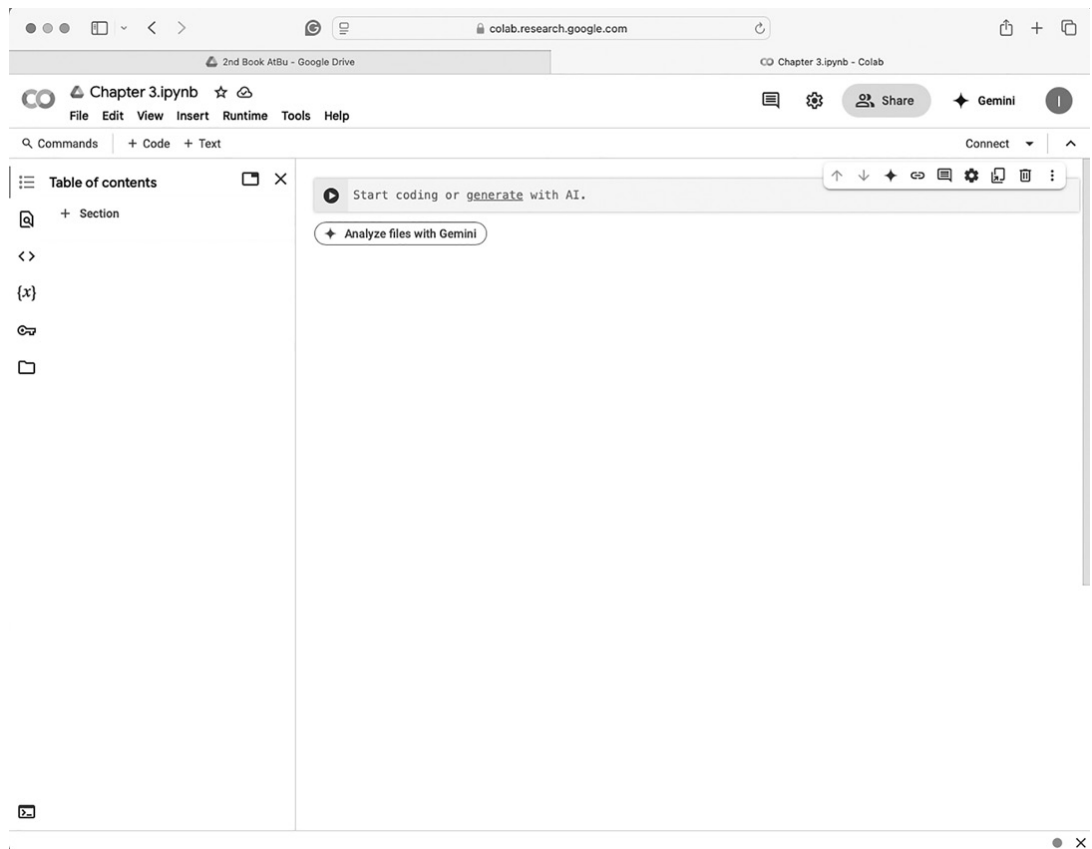 colab.research.google.com
2nd Book AtBu - Google Drive
CO Chapter 3.ipynb - Colab
CO Chapter 3.ipynb
Share
Gemini
I
File Edit View Insert Runtime Tools Help
Commands + Code + Text
Connect
Table of contents
+ Section
Start coding or generate with AI.
Analyze files with Gemini
{x}